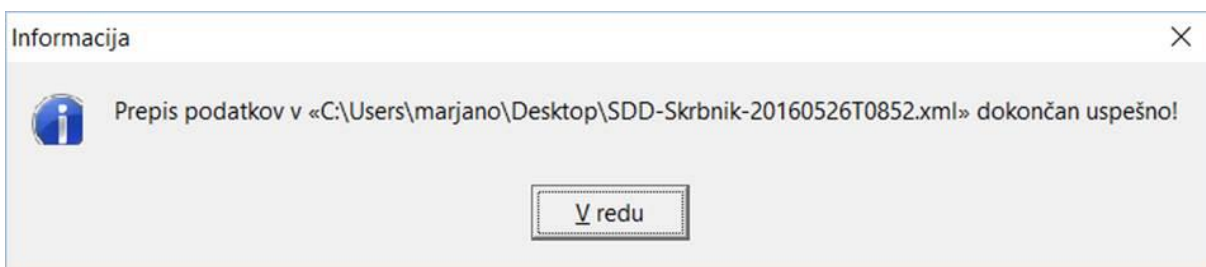 Informacija
Prepis podatkov v «C:\Users\marjano\Desktop\SDD-Skrbnik-20160526T0852.xml» dokončan uspešno!
V redu